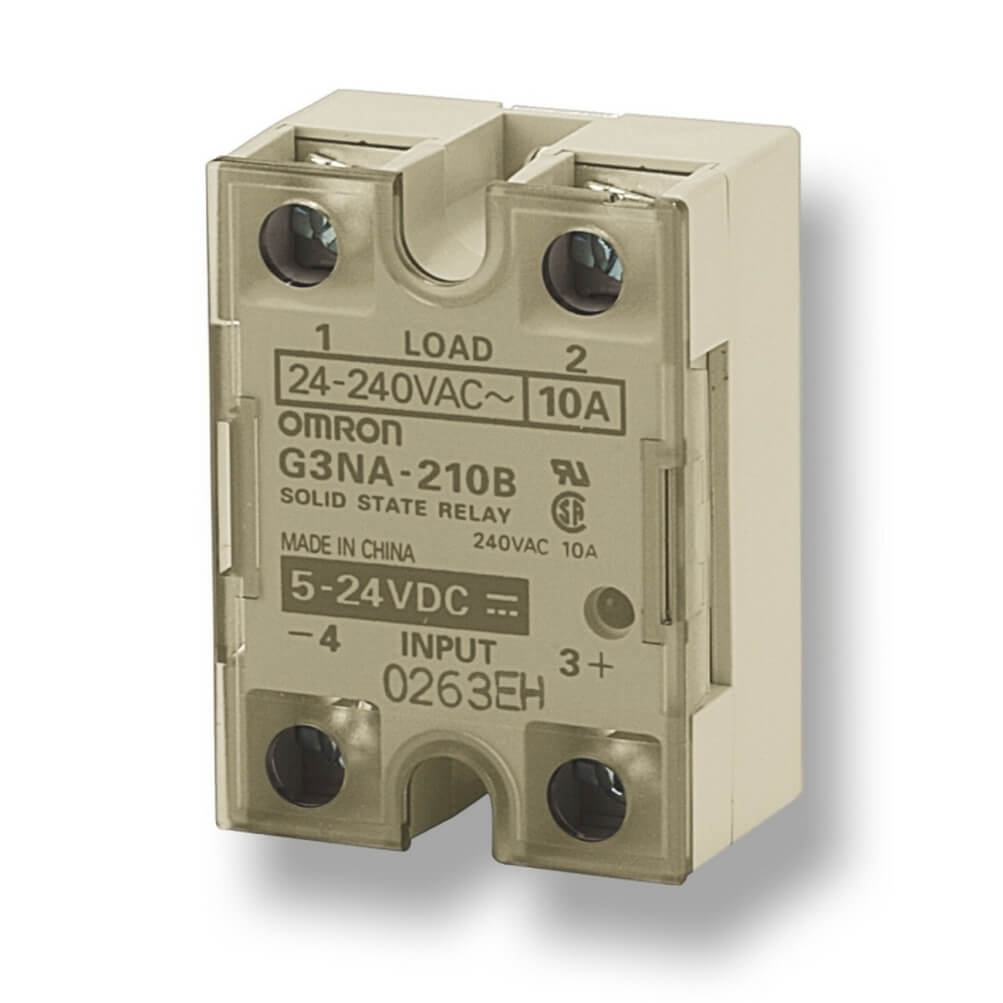 1 LOAD 2
24-240VAC~ 10A
OMRON
G3NA-210B
SOLID STATE RELAY
240VAC 10A
MADE IN CHINA
5-24VDC
-4 INPUT 3+
0263EH